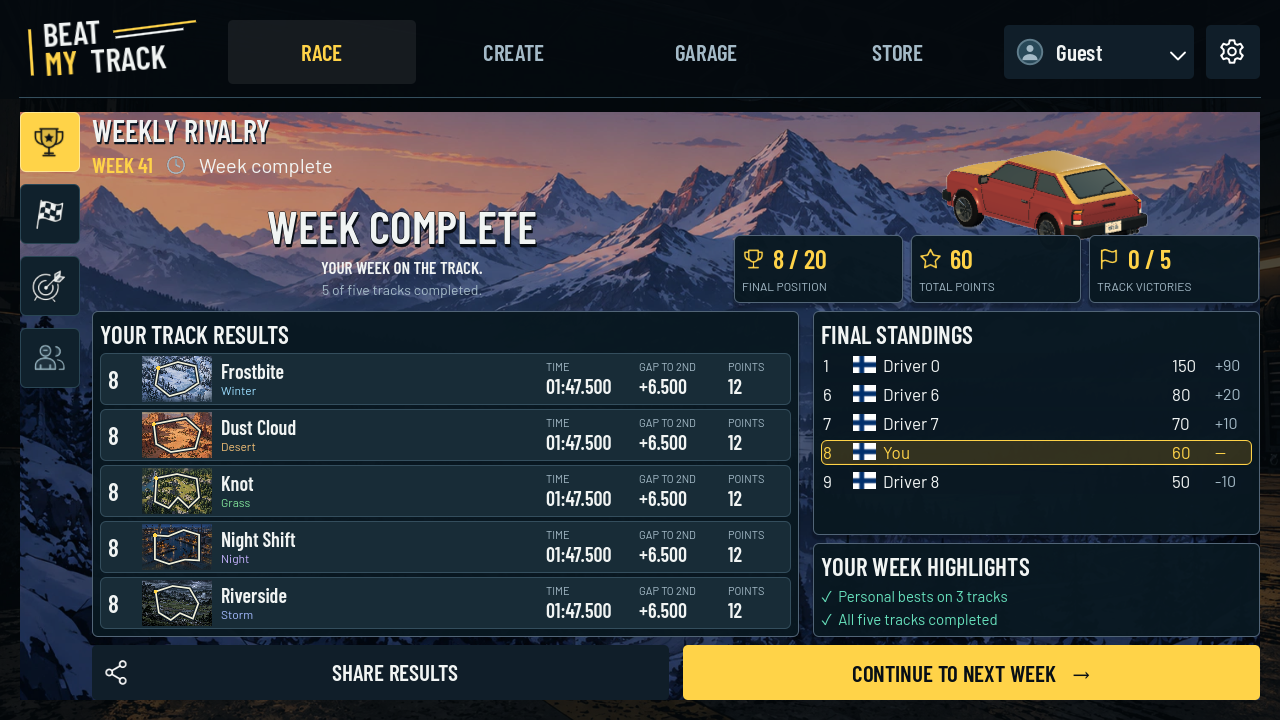 BEAT
MY TRACK
RACE
CREATE
GARAGE
STORE
Guest
WEEKLY RIVALRY
WEEK 41 Week complete
WEEK COMPLETE
YOUR WEEK ON THE TRACK.
5 of five tracks completed.
8 / 20
FINAL POSITION
60
TOTAL POINTS
0 / 5
TRACK VICTORIES
YOUR TRACK RESULTS
8 Frostbite
Winter
TIME GAP TO 2ND POINTS
01:47.500 +6.500 12
8 Dust Cloud
Desert
TIME GAP TO 2ND POINTS
01:47.500 +6.500 12
8 Knot
Grass
TIME GAP TO 2ND POINTS
01:47.500 +6.500 12
8 Night Shift
Night
TIME GAP TO 2ND POINTS
01:47.500 +6.500 12
8 Riverside
Storm
TIME GAP TO 2ND POINTS
01:47.500 +6.500 12
FINAL STANDINGS
1 Driver 0 150 +90
6 Driver 6 80 +20
7 Driver 7 70 +10
8 You 60 —
9 Driver 8 50 -10
YOUR WEEK HIGHLIGHTS
✓ Personal bests on 3 tracks
✓ All five tracks completed
SHARE RESULTS
CONTINUE TO NEXT WEEK →